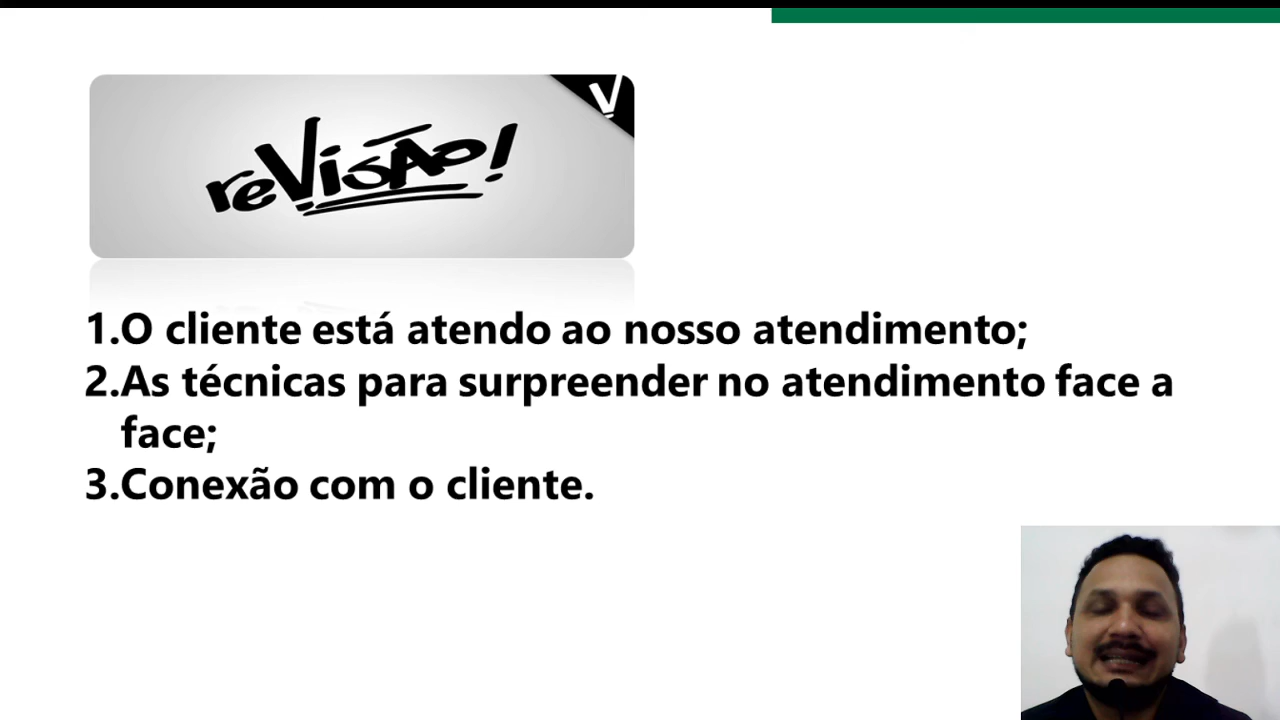 reVisÃo!
1.O cliente está atendo ao nosso atendimento;
2.As técnicas para surpreender no atendimento face a
face;
3.Conexão com o cliente.